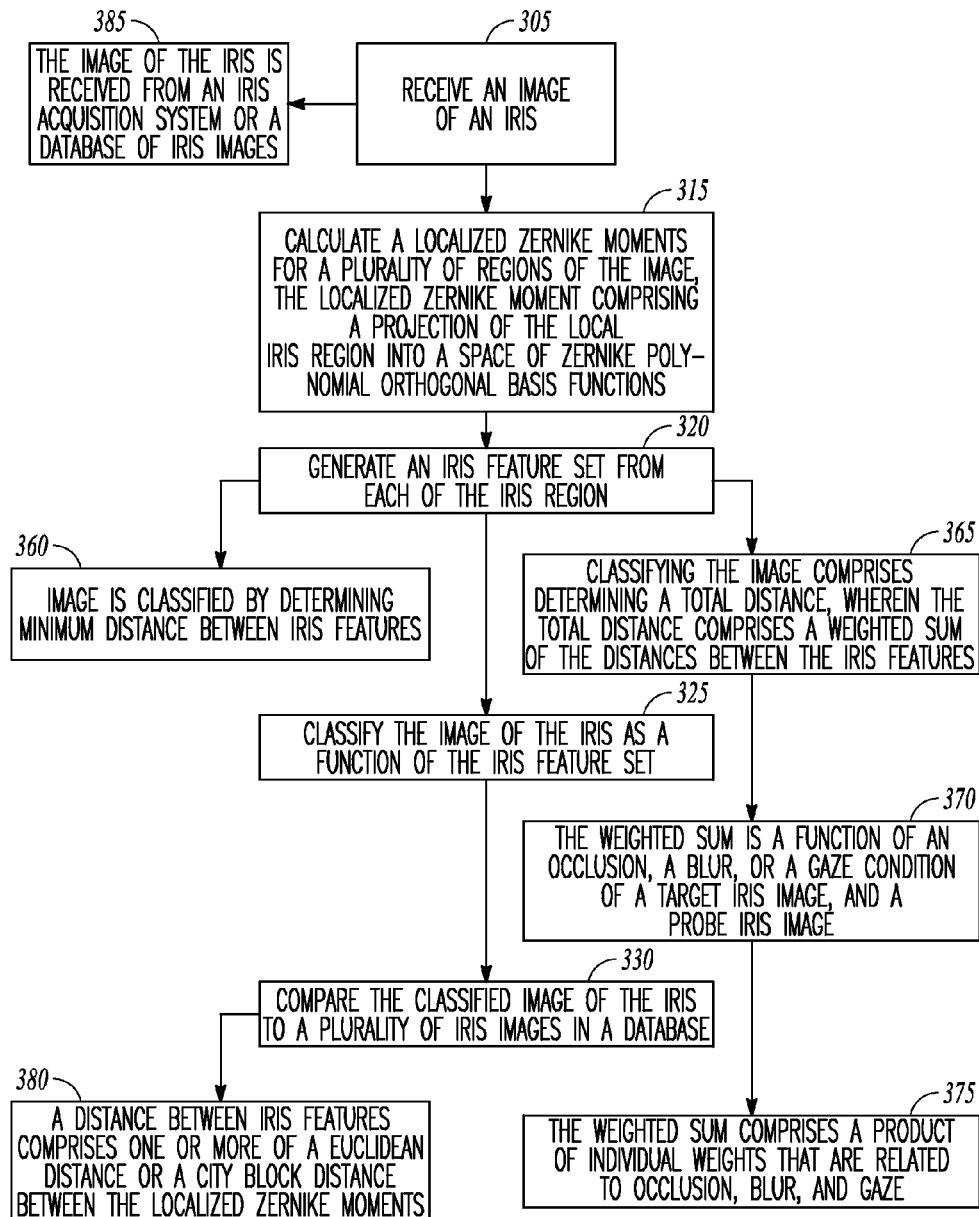 385
THE IMAGE OF THE IRIS IS
RECEIVED FROM AN IRIS
ACQUISITION SYSTEM OR A
DATABASE OF IRIS IMAGES
305
RECEIVE AN IMAGE
OF AN IRIS
315
CALCULATE A LOCALIZED ZERNIKE MOMENTS
FOR A PLURALITY OF REGIONS OF THE IMAGE,
THE LOCALIZED ZERNIKE MOMENT COMPRISING
A PROJECTION OF THE LOCAL
IRIS REGION INTO A SPACE OF ZERNIKE POLY-
NOMIAL ORTHOGONAL BASIS FUNCTIONS
320
GENERATE AN IRIS FEATURE SET FROM
EACH OF THE IRIS REGION
360
IMAGE IS CLASSIFIED BY DETERMINING
MINIMUM DISTANCE BETWEEN IRIS FEATURES
365
CLASSIFYING THE IMAGE COMPRISES
DETERMINING A TOTAL DISTANCE, WHEREIN THE
TOTAL DISTANCE COMPRISES A WEIGHTED SUM
OF THE DISTANCES BETWEEN THE IRIS FEATURES
325
CLASSIFY THE IMAGE OF THE IRIS AS A
FUNCTION OF THE IRIS FEATURE SET
370
THE WEIGHTED SUM IS A FUNCTION OF AN
OCCLUSION, A BLUR, OR A GAZE CONDITION
OF A TARGET IRIS IMAGE, AND A
PROBE IRIS IMAGE
330
COMPARE THE CLASSIFIED IMAGE OF THE IRIS
TO A PLURALITY OF IRIS IMAGES IN A DATABASE
380
A DISTANCE BETWEEN IRIS FEATURES
COMPRISES ONE OR MORE OF A EUCLIDEAN
DISTANCE OR A CITY BLOCK DISTANCE
BETWEEN THE LOCALIZED ZERNIKE MOMENTS
375
THE WEIGHTED SUM COMPRISES A PRODUCT
OF INDIVIDUAL WEIGHTS THAT ARE RELATED
TO OCCLUSION, BLUR, AND GAZE